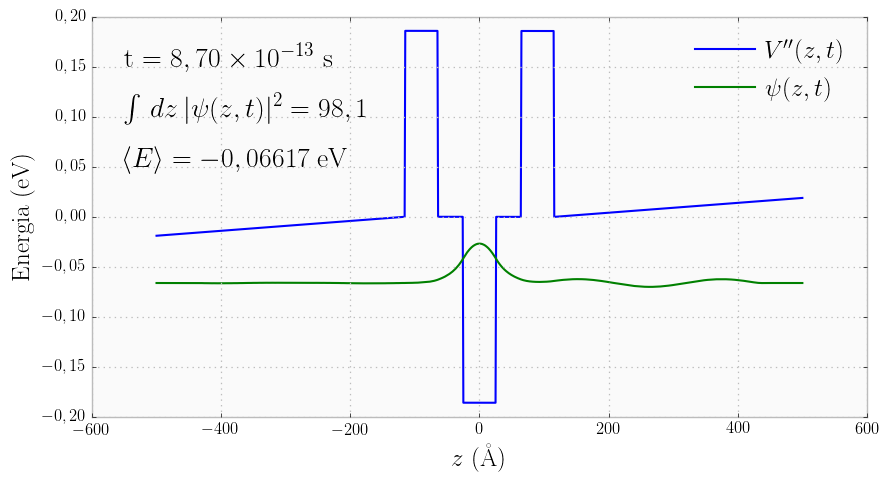 t = 8,70 × 10⁻¹³ s
∫ dz |ψ(z,t)|² = 98,1
⟨E⟩ = −0,06617 eV
V′′(z,t)
ψ(z,t)
Energia (eV)
0,20
0,15
0,10
0,05
0,00
−0,05
−0,10
−0,15
−0,20
−600 −400 −200 0 200 400 600
z (Å)